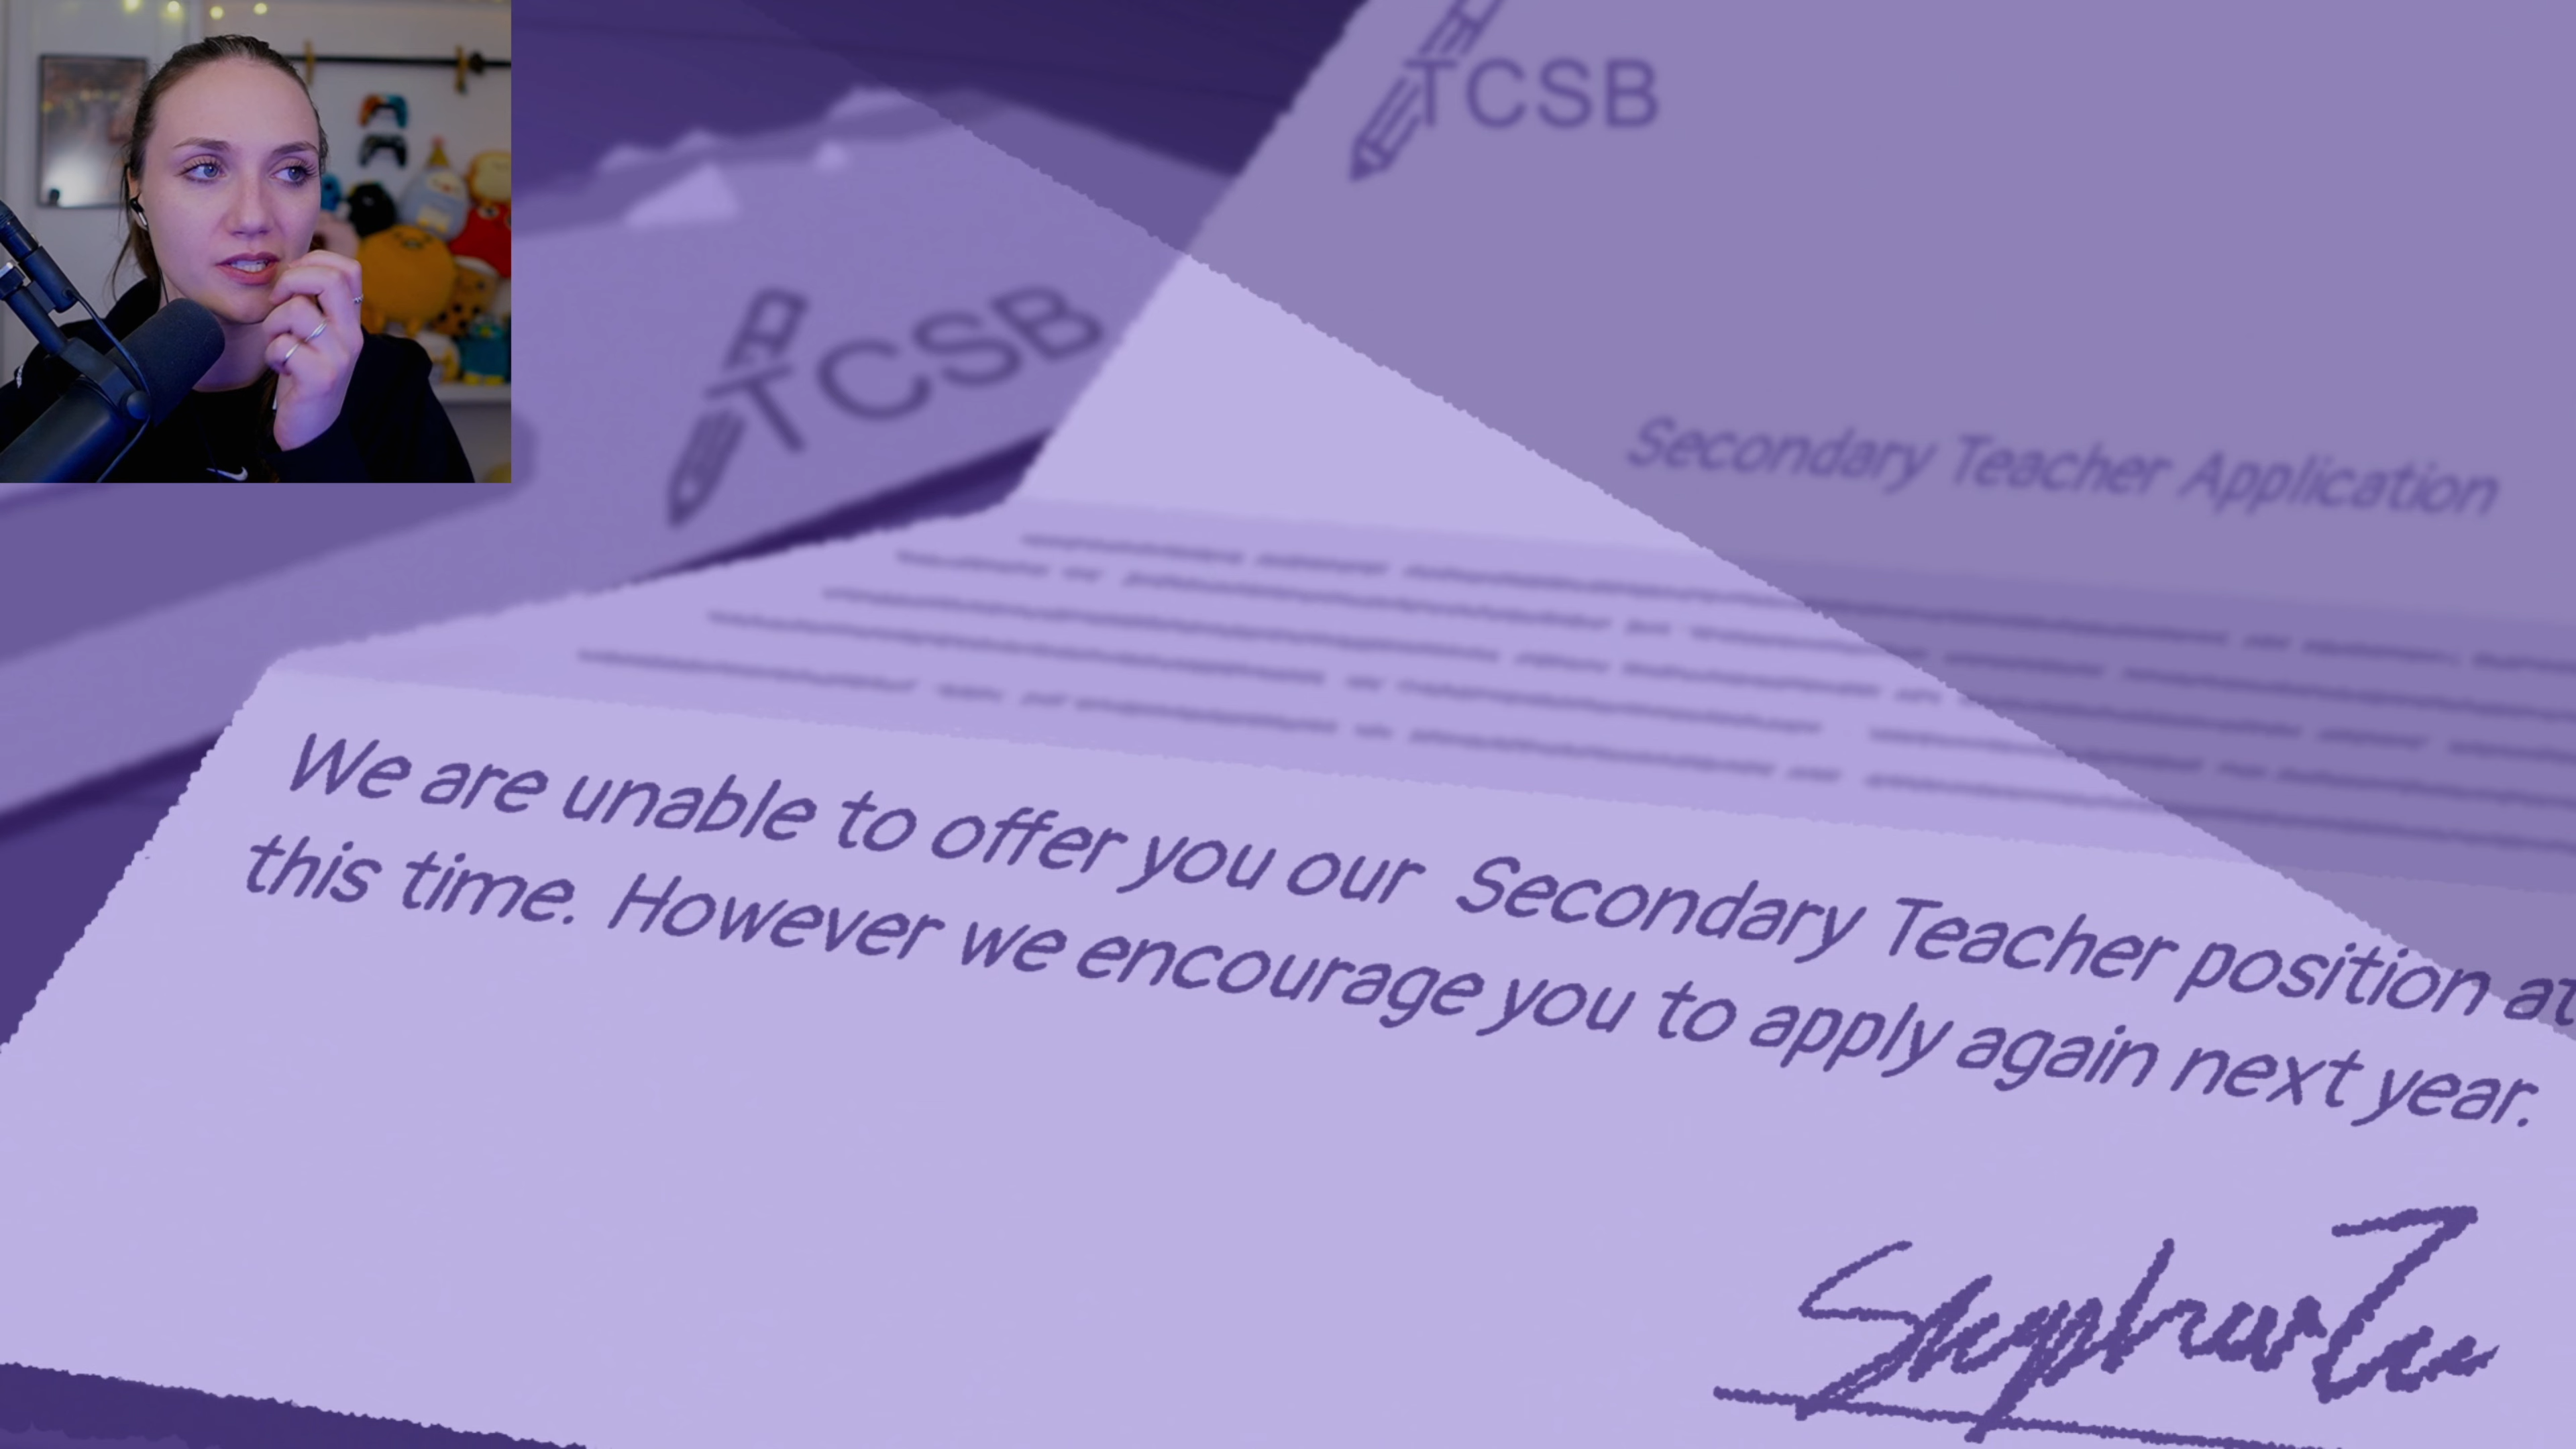 TCSB
TCSB
Secondary Teacher Application
We are unable to offer you our Secondary Teacher position at
this time. However we encourage you to apply again next year.